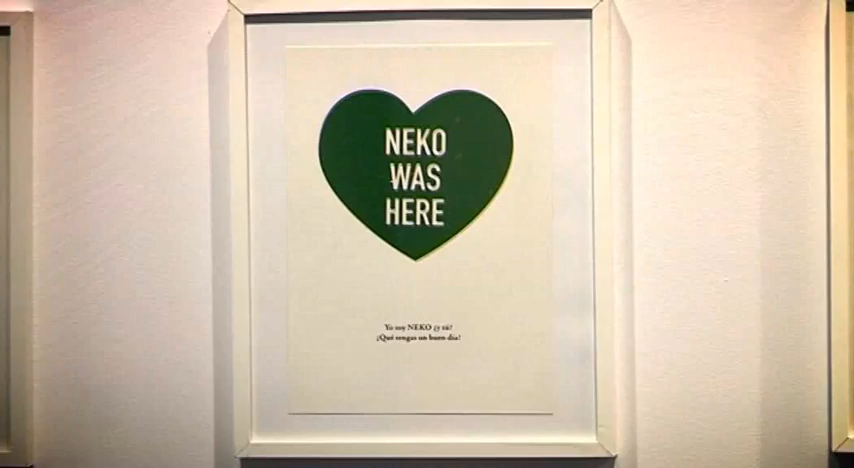 NEKO
WAS
HERE
Yo soy NEKO ¿y tú?
¡Qué tengas un buen día!